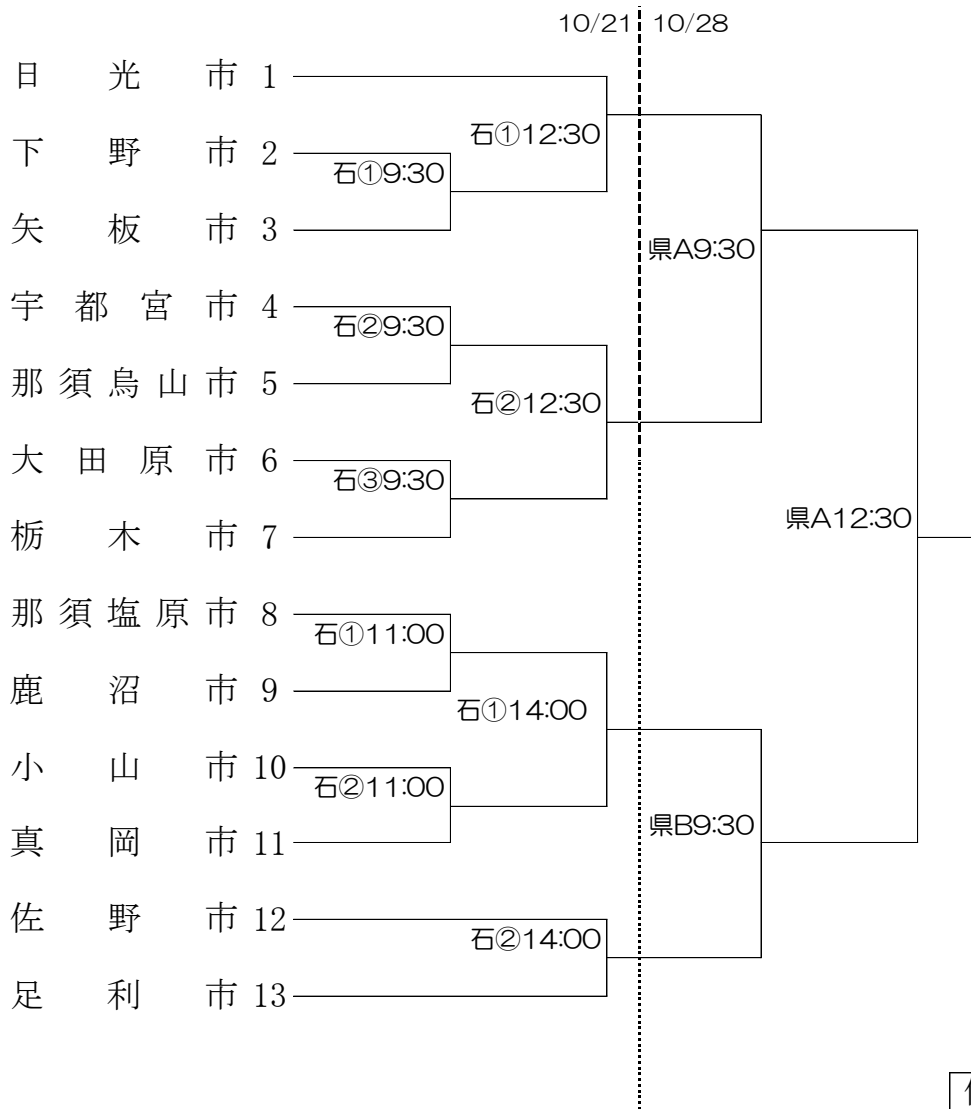 10/21 10/28
日光市 1
石①12:30
下野市 2
石①9:30
矢板市 3
県A9:30
宇都宮市 4
石②9:30
那須烏山市 5
石②12:30
大田原市 6
石③9:30
県A12:30
栃木市 7
那須塩原市 8
石①11:00
鹿沼市 9
石①14:00
小山市 10
石②11:00
県B9:30
真岡市 11
佐野市 12
石②14:00
足利市 13